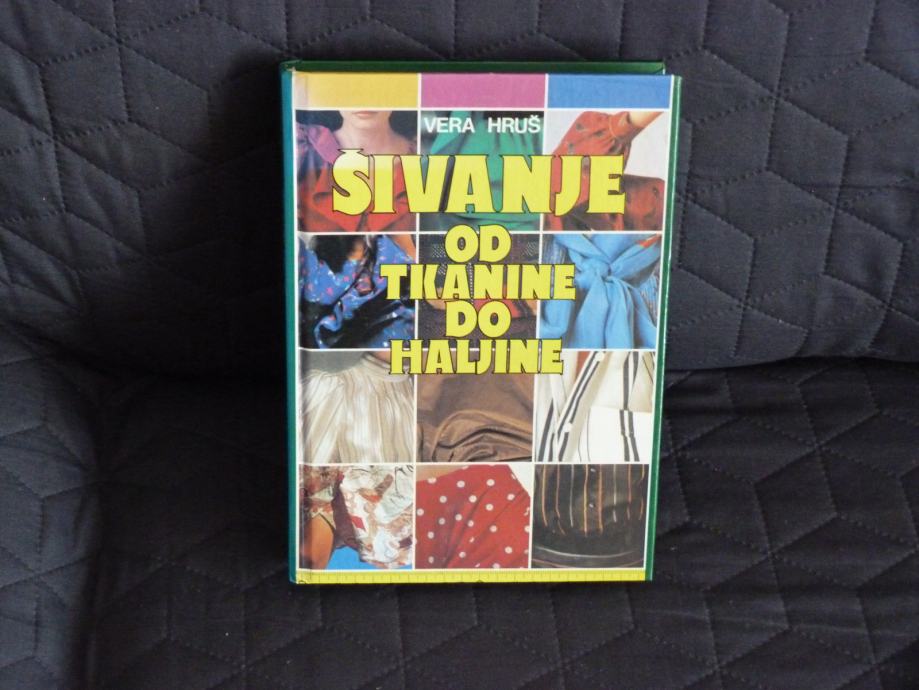 VERA HRUŠ
ŠIVANJE
OD
TKANINE
DO
HALJINE